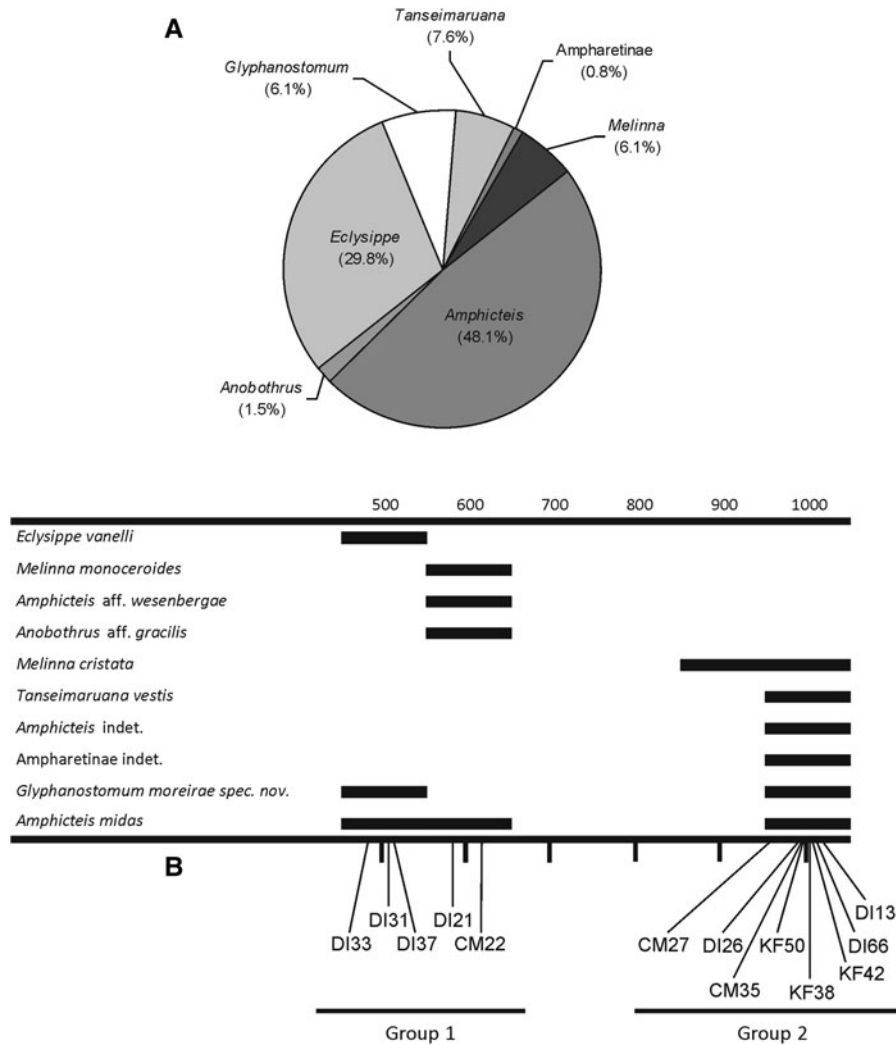 A
Tanseimaruana
(7.6%)
Ampharetinae
(0.8%)
Glyphanostomum
(6.1%)
Melinna
(6.1%)
Eclysippe
(29.8%)
Amphicteis
(48.1%)
Anobothrus
(1.5%)
500 600 700 800 900 1000
Eclysippe vanelli
Melinna monoceroides
Amphicteis aff. wesenbergae
Anobothrus aff. gracilis
Melinna cristata
Tanseimaruana vestis
Amphicteis indet.
Ampharetinae indet.
Glyphanostomum moreirae spec. nov.
Amphicteis midas
B
DI31 DI21 DI13
DI33 DI37 CM22 CM27 DI26 KF50 DI66
KF42
CM35 KF38
Group 1 Group 2